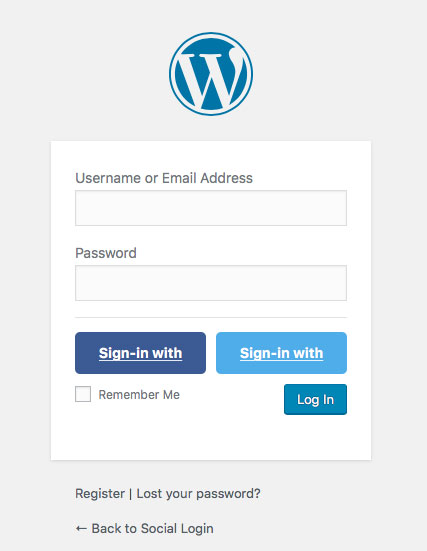 Username or Email Address
Password
Sign-in with Sign-in with
Remember Me Log In
Register | Lost your password?
← Back to Social Login